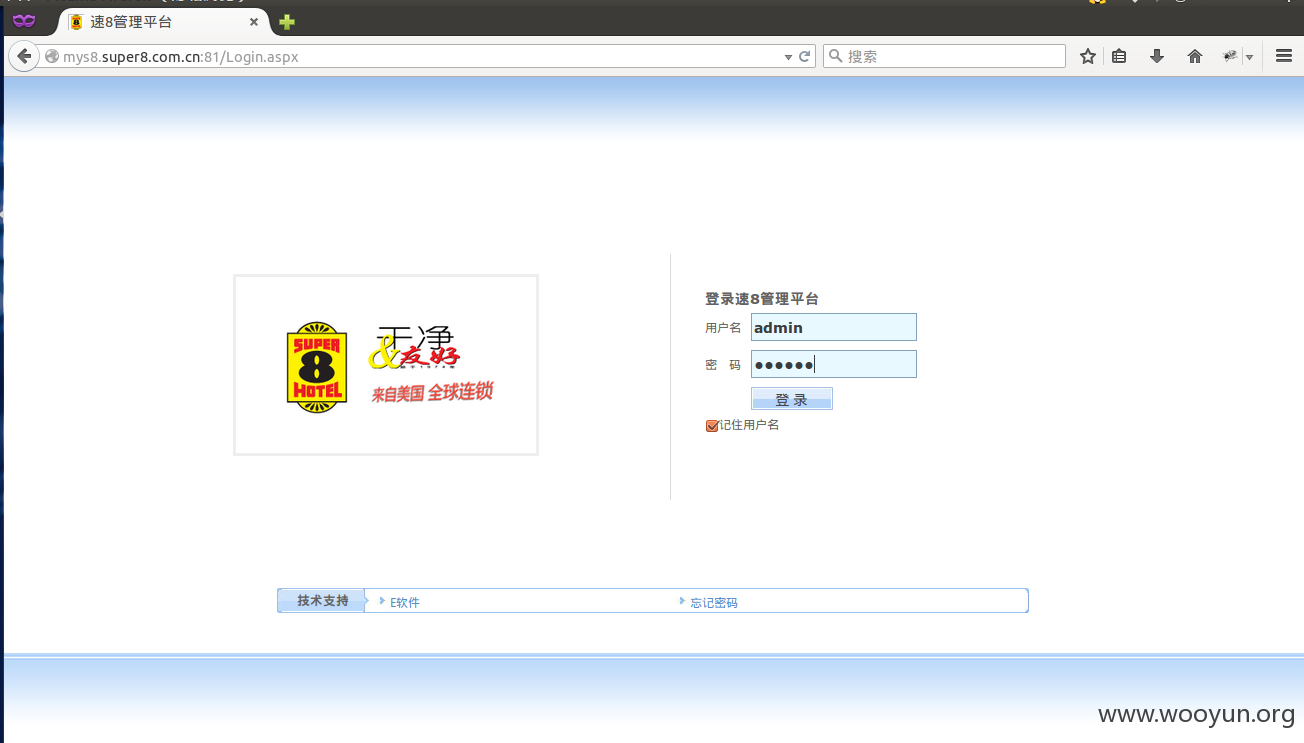 速8管理平台
mys8.super8.com.cn:81/Login.aspx
搜索
SUPER
8
HOTEL
干净
&友好
来自美国 全球连锁
登录速8管理平台
用户名 admin
密 码 ●●●●●●
登 录
记住用户名
技术支持 E软件 忘记密码
www.wooyun.org